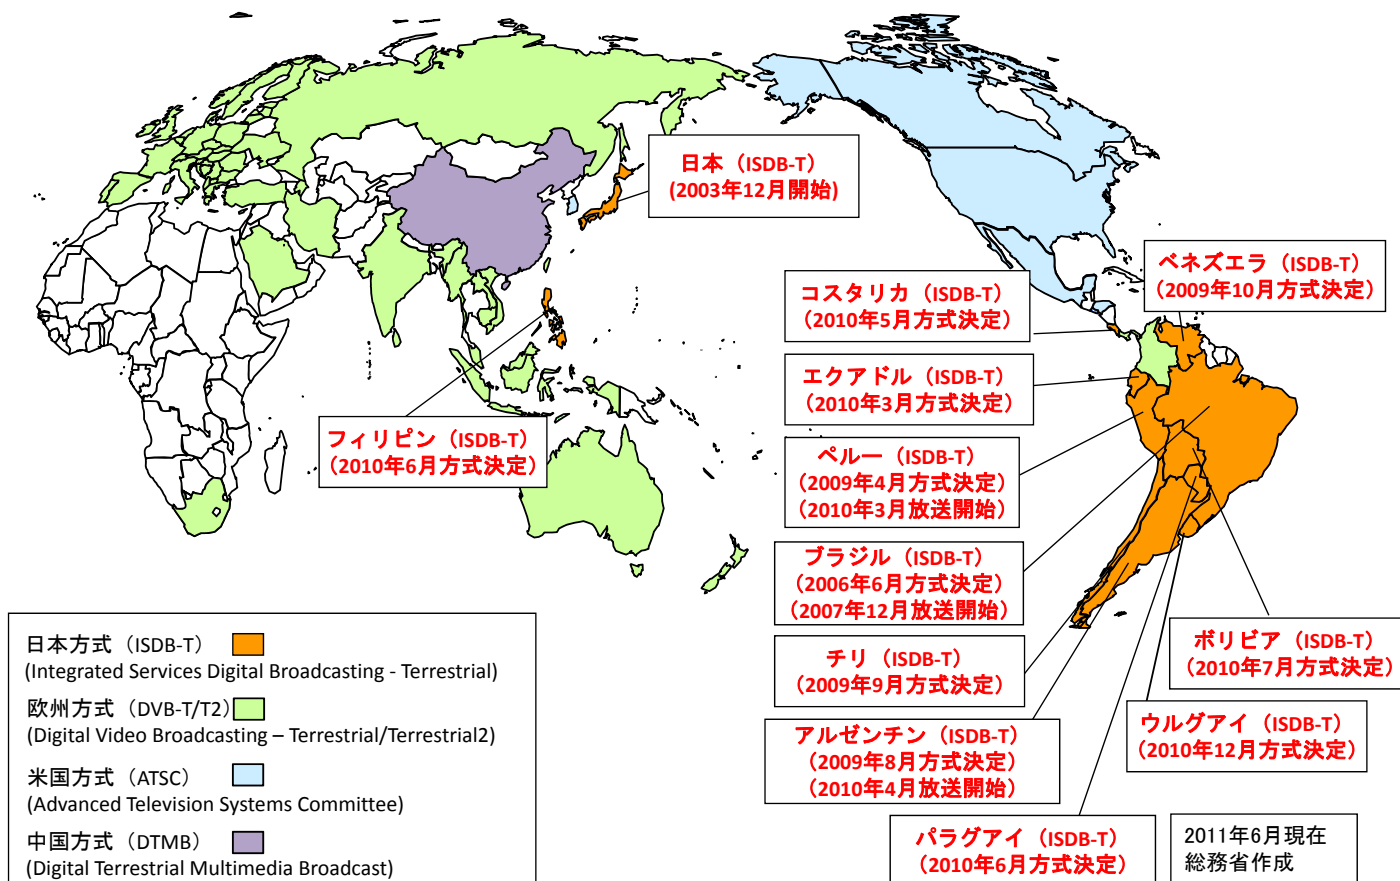 日本（ISDB-T）
(2003年12月開始)
ベネズエラ（ISDB-T）
（2009年10月方式決定）
コスタリカ（ISDB-T）
（2010年5月方式決定）
エクアドル（ISDB-T）
（2010年3月方式決定）
フィリピン（ISDB-T）
（2010年6月方式決定）
ペルー（ISDB-T）
（2009年4月方式決定）
（2010年3月放送開始）
ブラジル（ISDB-T）
（2006年6月方式決定）
（2007年12月放送開始）
チリ（ISDB-T）
（2009年9月方式決定）
ボリビア（ISDB-T）
（2010年7月方式決定）
アルゼンチン（ISDB-T）
（2009年8月方式決定）
（2010年4月放送開始）
ウルグアイ（ISDB-T）
（2010年12月方式決定）
パラグアイ（ISDB-T）
（2010年6月方式決定）
2011年6月現在
総務省作成
日本方式（ISDB-T）
(Integrated Services Digital Broadcasting - Terrestrial)
欧州方式（DVB-T/T2）
(Digital Video Broadcasting – Terrestrial/Terrestrial2)
米国方式（ATSC）
(Advanced Television Systems Committee)
中国方式（DTMB）
(Digital Terrestrial Multimedia Broadcast)